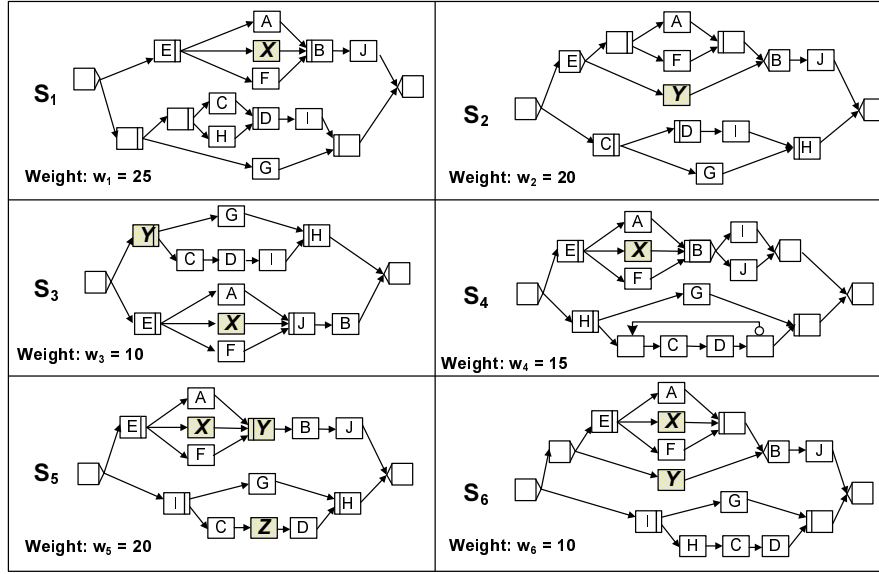 A
E X B J
F
S1
C
D I
H
G
Weight: w1 = 25
A
E F
Y B J
S2
D I
C H
G
Weight: w2 = 20
G
Y H
C D I
S3
A
E X J B
F
Weight: w3 = 10
A I
E X B
F J
S4
G
H
C D
Weight: w4 = 15
A
E X Y B J
F
S5
G
I H
C Z D
Weight: w5 = 20
A
E X
F B J
Y
S6
G
I
H C D
Weight: w6 = 10